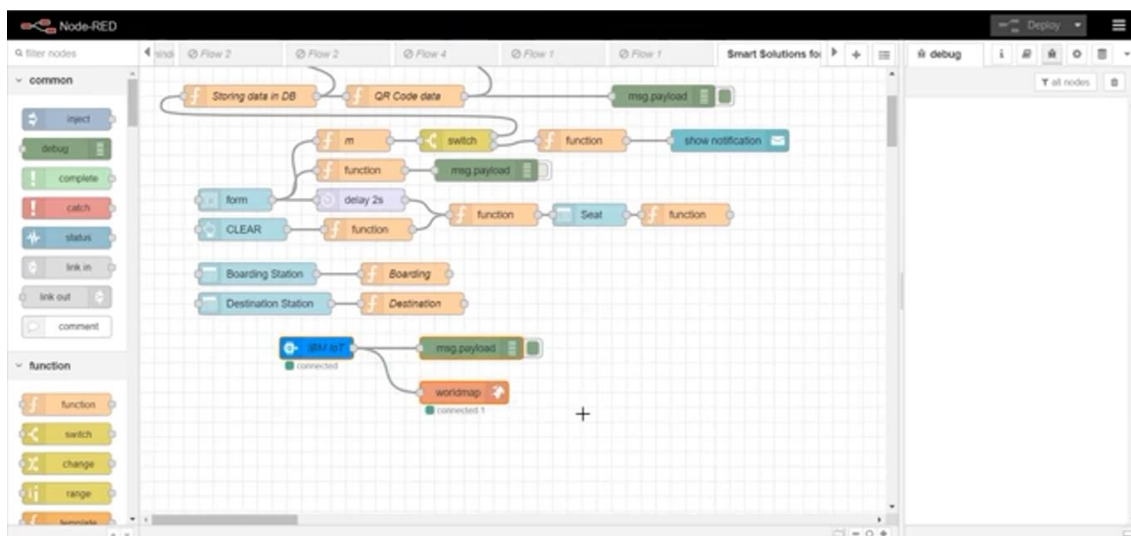 Node-RED
Deploy
filter nodes
Flow 2
Flow 2
Flow 4
Flow 1
Flow 1
Smart Solutions for
debug
i
all nodes
common
inject
debug
complete
catch
status
link in
link out
comment
function
function
switch
change
range
template
Storing data in DB
QR Code data
msg.payload
m
switch
function
show notification
function
msg.payload
form
delay 2s
function
Seat
function
CLEAR
function
Boarding Station
Boarding
Destination Station
Destination
IBM IoT
msg.payload
connected
worldmap
connected 1